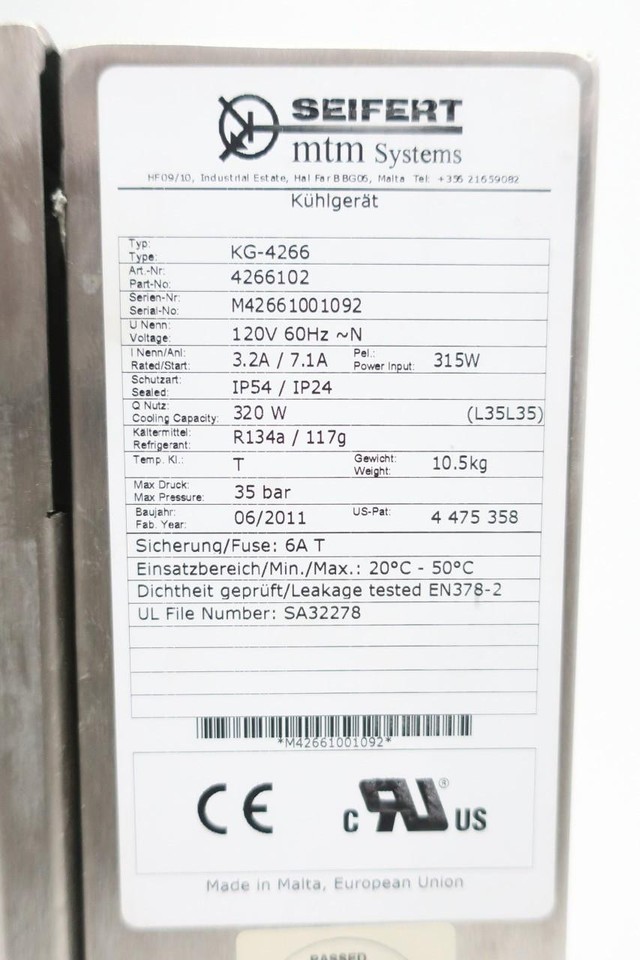 SEIFERT
mtm Systems
HF09/10, Industrial Estate, Hal Far BBG06, Malta Tel: +356 21659082
Kühlgerät
Typ:
Type: KG-4266
Art.-Nr:
Part-No: 4266102
Serien-Nr:
Serial-No: M42661001092
U Nenn:
Voltage: 120V 60Hz ~N
I Nenn/Anl:
Rated/Start: 3.2A / 7.1A Pel.:
Power Input: 315W
Schutzart:
Sealed: IP54 / IP24
Q Nutz:
Cooling Capacity: 320 W (L35L35)
Kältermittel:
Refrigerant: R134a / 117g
Temp. Kl.: T Gewicht:
Weight: 10.5kg
Max Druck:
Max Pressure: 35 bar
Baujahr:
Fab. Year: 06/2011 US-Pat: 4 475 358
Sicherung/Fuse: 6A T
Einsatzbereich/Min./Max.: 20°C - 50°C
Dichtheit geprüft/Leakage tested EN378-2
UL File Number: SA32278
*M42661001092*
CE
C UL ® US
Made in Malta, European Union
PASSED